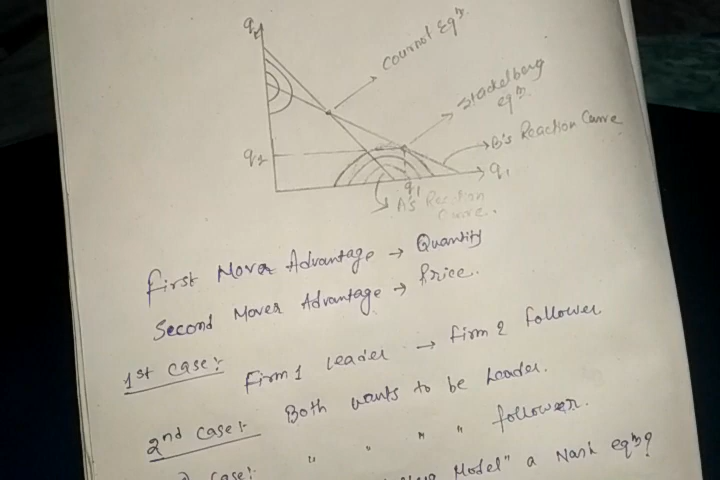 q2
Cournot Eqm
Stackelberg
eqm
B's Reaction Curve
q2
q1
q1
A's Reaction
Curve.
First Mover Advantage → Quantity
Second Mover Advantage → Price.
1st case:- Firm 1 leader → firm 2 follower
2nd case:- Both wants to be Leader.
case:- " " " " follower.
Model" a Nash eqm?